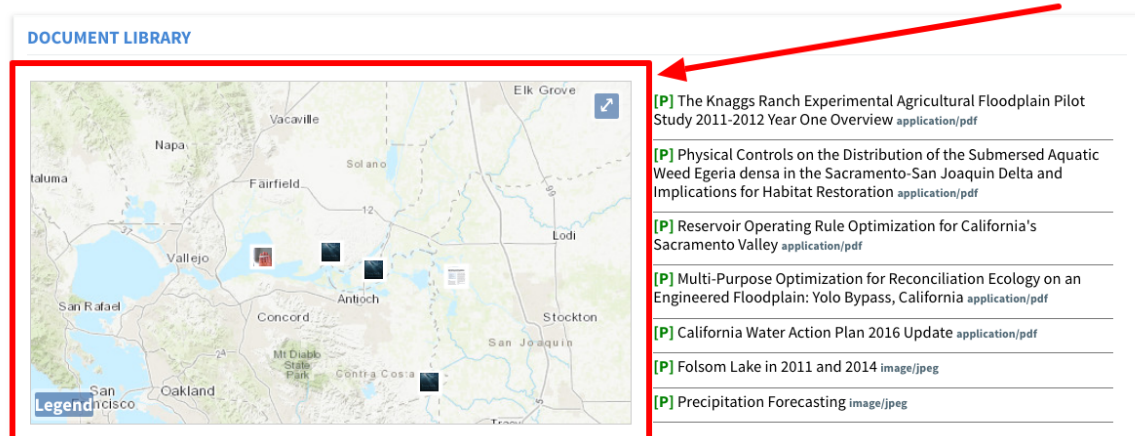 DOCUMENT LIBRARY
Elk Grove
Vacaville
Napa
Solano
taluma
Fairfield
99
12
37
Lodi
Vallejo
Antioch
San Rafael
Concord
Stockton
San Joaquin
24
Mt Diablo
State
Park
Contra Costa
San
Oakland
Legend
ncisco
5
Tracy
[P] The Knaggs Ranch Experimental Agricultural Floodplain Pilot
Study 2011-2012 Year One Overview application/pdf
[P] Physical Controls on the Distribution of the Submersed Aquatic
Weed Egeria densa in the Sacramento-San Joaquin Delta and
Implications for Habitat Restoration application/pdf
[P] Reservoir Operating Rule Optimization for California's
Sacramento Valley application/pdf
[P] Multi-Purpose Optimization for Reconciliation Ecology on an
Engineered Floodplain: Yolo Bypass, California application/pdf
[P] California Water Action Plan 2016 Update application/pdf
[P] Folsom Lake in 2011 and 2014 image/jpeg
[P] Precipitation Forecasting image/jpeg